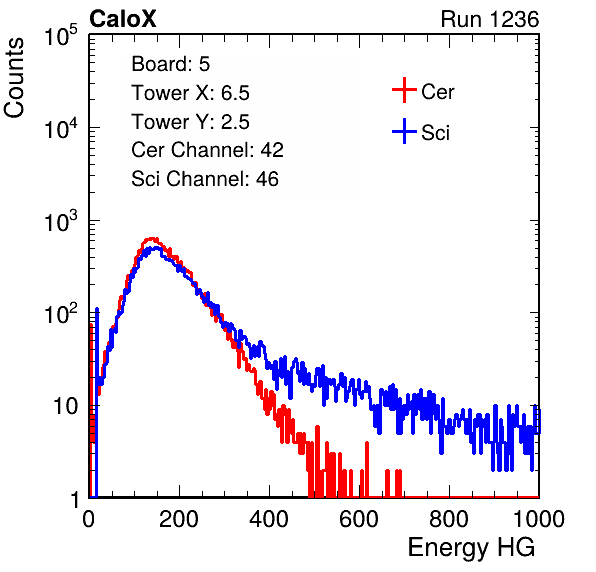 CaloX Run 1236
Counts
10^5
10^4
10^3
10^2
10
1
Board: 5
Tower X: 6.5
Tower Y: 2.5
Cer Channel: 42
Sci Channel: 46
Cer
Sci
0 200 400 600 800 1000
Energy HG